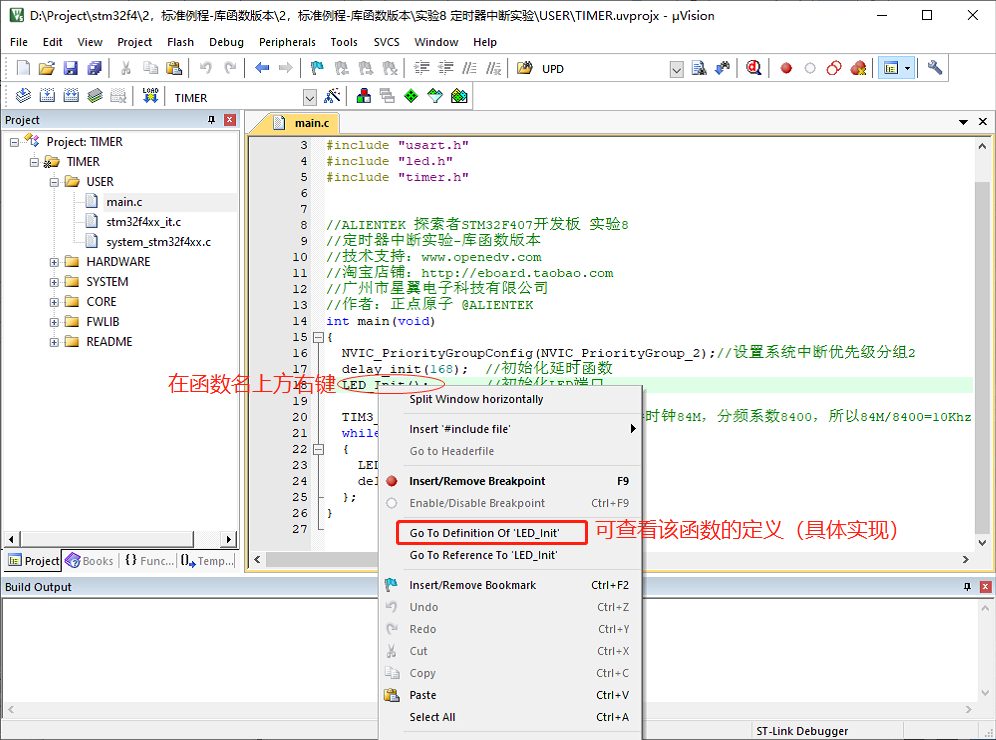 D:\Project\stm32f4\2，标准例程-库函数版本\2，标准例程-库函数版本\实验8 定时器中断实验\USER\TIMER.uvprojx - µVision
File Edit View Project Flash Debug Peripherals Tools SVCS Window Help
UPD
LOAD TIMER
Project
Project: TIMER
TIMER
USER
main.c
stm32f4xx_it.c
system_stm32f4xx.c
HARDWARE
SYSTEM
CORE
FWLIB
README
Project Books {} Func... Temp...
main.c
3 #include "usart.h"
4 #include "led.h"
5 #include "timer.h"
6
7
8 //ALIENTEK 探索者STM32F407开发板 实验8
9 //定时器中断实验-库函数版本
10 //技术支持：www.openedv.com
11 //淘宝店铺：http://eboard.taobao.com
12 //广州市星翼电子科技有限公司
13 //作者：正点原子 @ALIENTEK
14 int main(void)
15 {
16 NVIC_PriorityGroupConfig(NVIC_PriorityGroup_2);//设置系统中断优先级分组2
17 delay_init(168); //初始化延时函数
18 LED_Init(); //初始化LED端口
19
20 TIM3_ 时钟84M，分频系数8400，所以84M/8400=10Khz
21 while
22 {
23 LED
24 del
25 };
26 }
27
在函数名上方右键
Split Window horizontally
Insert '#include file'
Go to Headerfile
Insert/Remove Breakpoint F9
Enable/Disable Breakpoint Ctrl+F9
Go To Definition Of 'LED_Init'
可查看该函数的定义（具体实现）
Go To Reference To 'LED_Init'
Insert/Remove Bookmark Ctrl+F2
Undo Ctrl+Z
Redo Ctrl+Y
Cut Ctrl+X
Copy Ctrl+C
Paste Ctrl+V
Select All Ctrl+A
Build Output
ST-Link Debugger